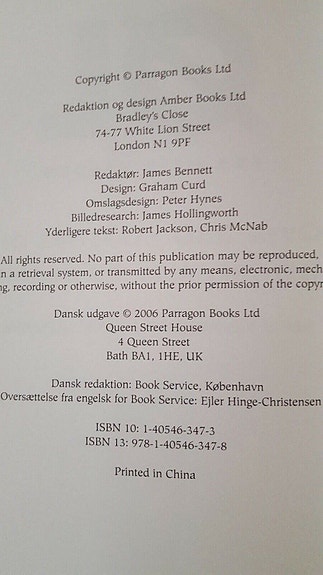 Copyright © Parragon Books Ltd
Redaktion og design Amber Books Ltd
Bradley's Close
74-77 White Lion Street
London N1 9PF
Redaktør: James Bennett
Design: Graham Curd
Omslagsdesign: Peter Hynes
Billedresearch: James Hollingworth
Yderligere tekst: Robert Jackson, Chris McNab
All rights reserved. No part of this publication may be reproduced,
n a retrieval system, or transmitted by any means, electronic, mech
ng, recording or otherwise, without the prior permission of the copyr
Dansk udgave © 2006 Parragon Books Ltd
Queen Street House
4 Queen Street
Bath BA1, 1HE, UK
Dansk redaktion: Book Service, København
Oversættelse fra engelsk for Book Service: Ejler Hinge-Christensen
ISBN 10: 1-40546-347-3
ISBN 13: 978-1-40546-347-8
Printed in China